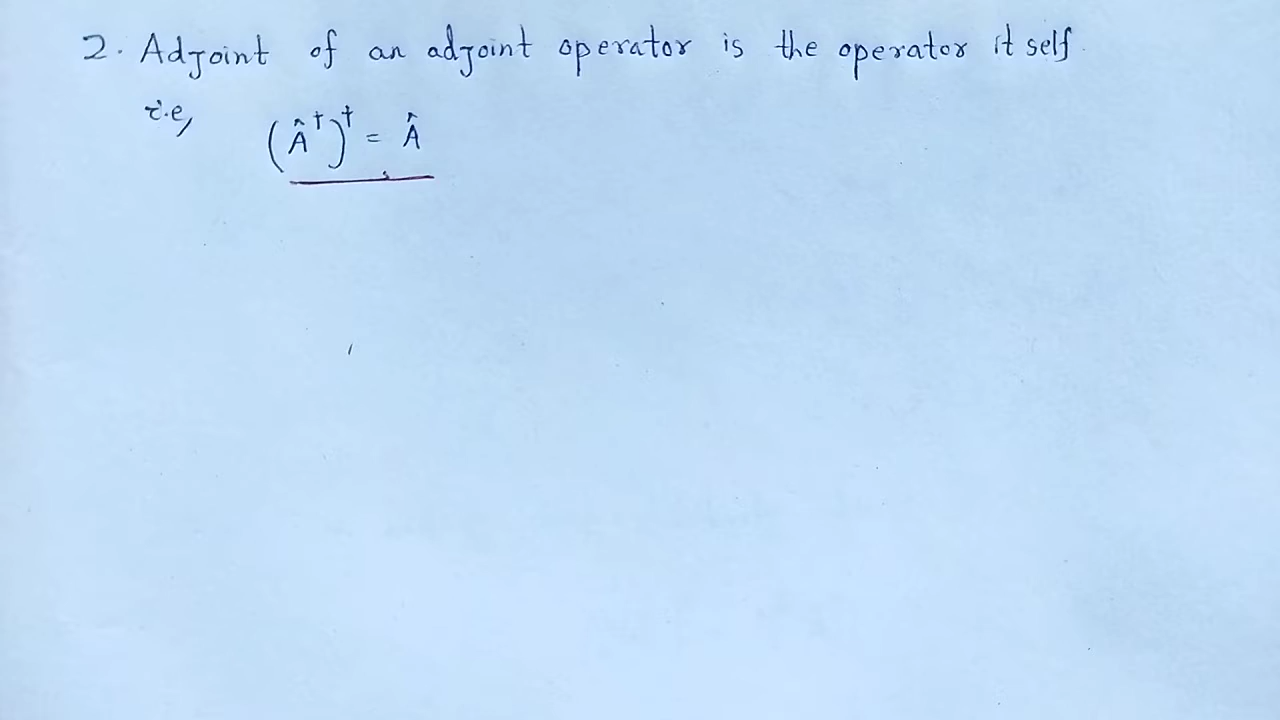 2. Adjoint of an adjoint operator is the operator it self.
i.e, (Â†)† = Â